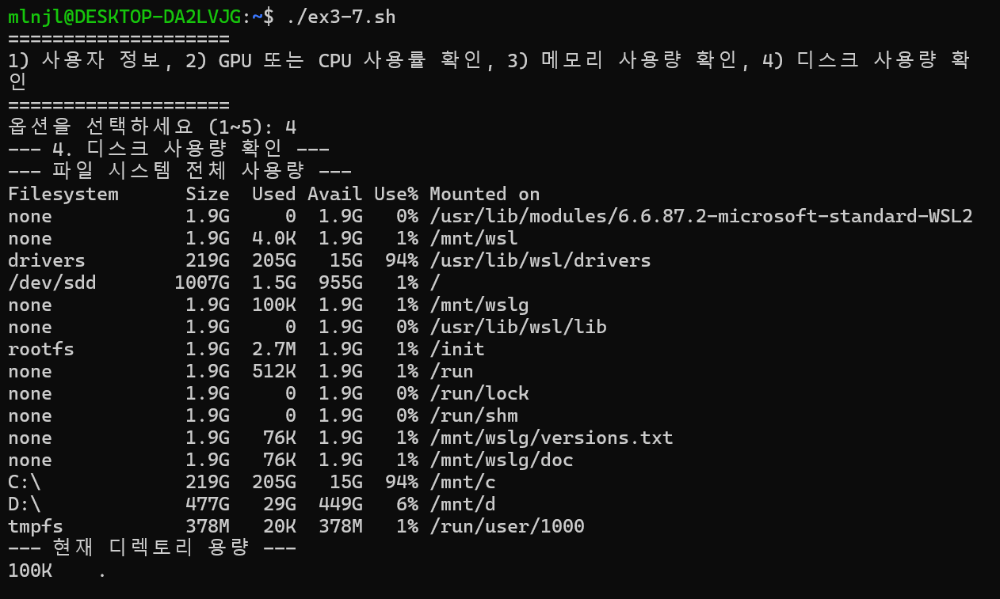 mlnjl@DESKTOP-DA2LVJG:~$ ./ex3-7.sh
====================
1) 사용자 정보, 2) GPU 또는 CPU 사용률 확인, 3) 메모리 사용량 확인, 4) 디스크 사용량 확
인
====================
옵션을 선택하세요 (1~5): 4
--- 4. 디스크 사용량 확인 ---
--- 파일 시스템 전체 사용량 ---
Filesystem      Size  Used Avail Use% Mounted on
none            1.9G     0  1.9G   0% /usr/lib/modules/6.6.87.2-microsoft-standard-WSL2
none            1.9G  4.0K  1.9G   1% /mnt/wsl
drivers         219G  205G   15G  94% /usr/lib/wsl/drivers
/dev/sdd       1007G  1.5G  955G   1% /
none            1.9G  100K  1.9G   1% /mnt/wslg
none            1.9G     0  1.9G   0% /usr/lib/wsl/lib
rootfs          1.9G  2.7M  1.9G   1% /init
none            1.9G  512K  1.9G   1% /run
none            1.9G     0  1.9G   0% /run/lock
none            1.9G     0  1.9G   0% /run/shm
none            1.9G   76K  1.9G   1% /mnt/wslg/versions.txt
none            1.9G   76K  1.9G   1% /mnt/wslg/doc
C:\             219G  205G   15G  94% /mnt/c
D:\             477G   29G  449G   6% /mnt/d
tmpfs           378M   20K  378M   1% /run/user/1000
--- 현재 디렉토리 용량 ---
100K    .